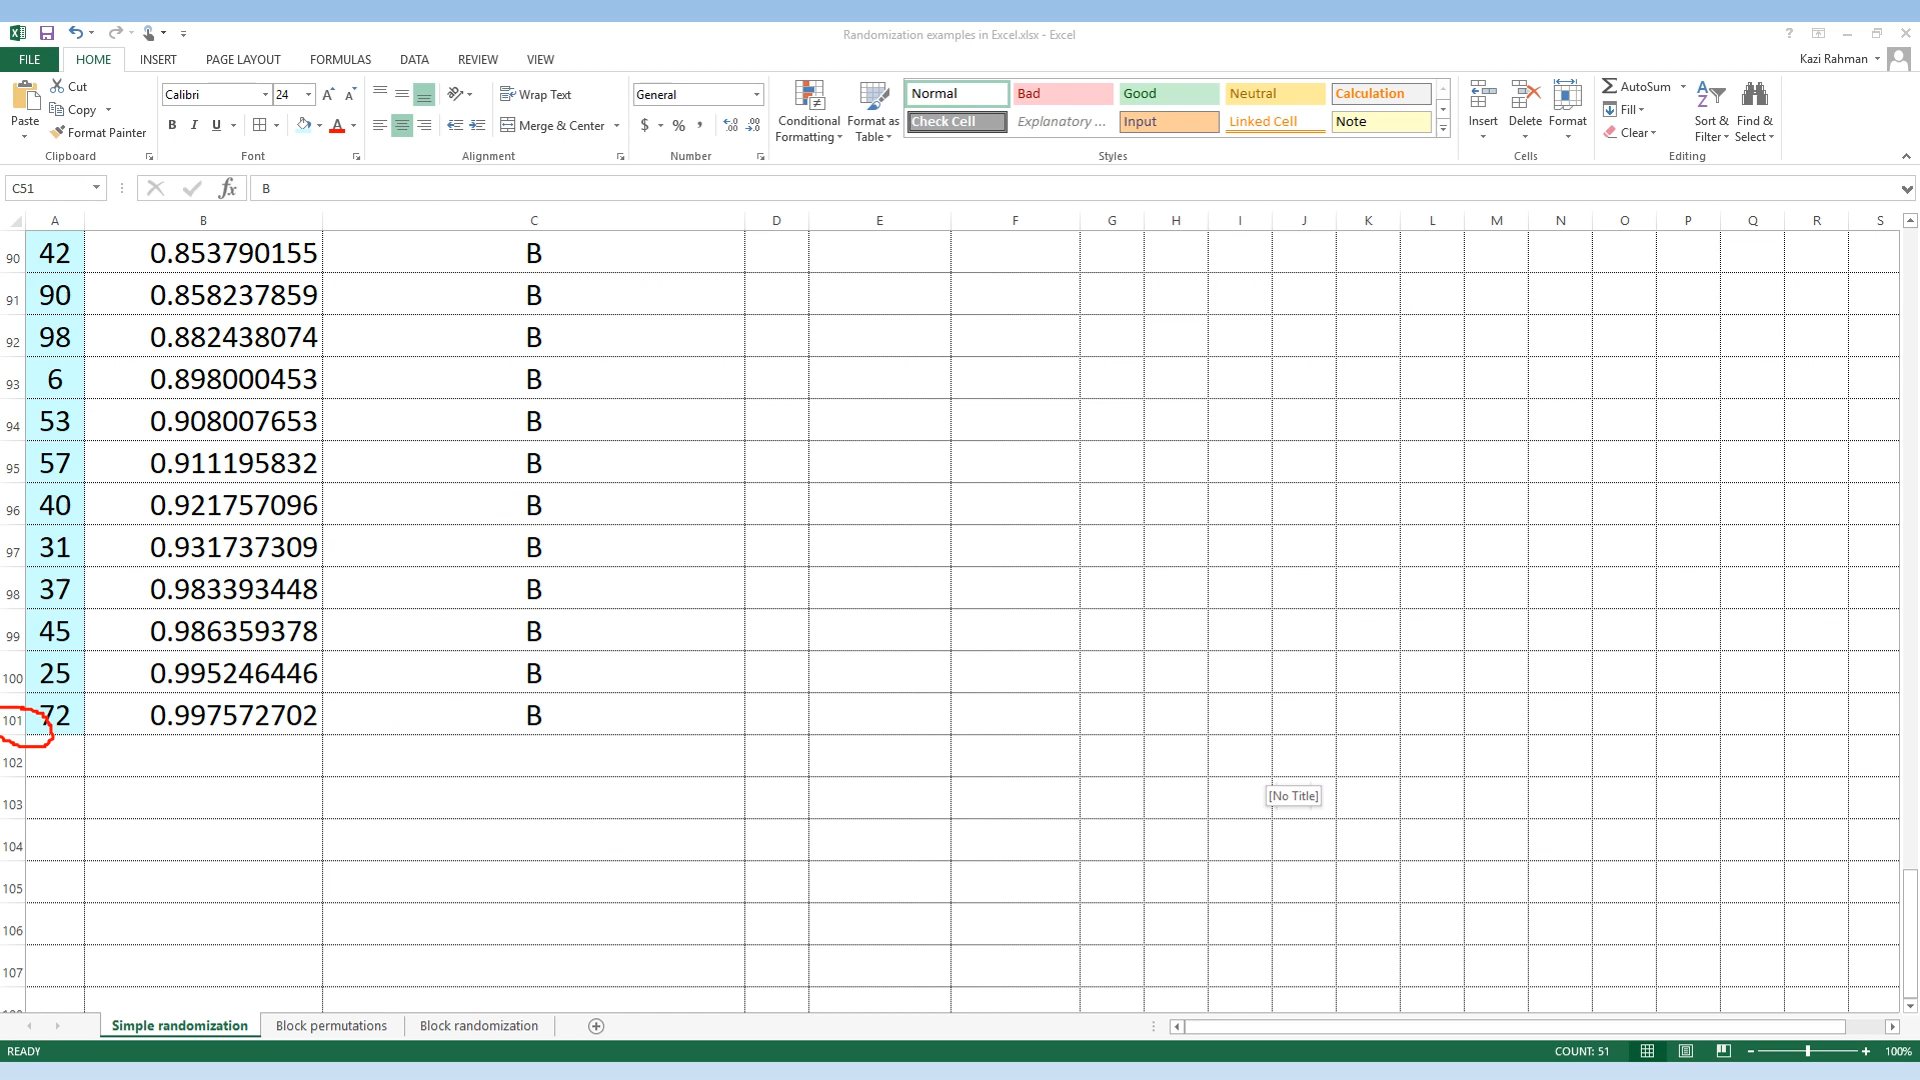 Randomization examples in Excel.xlsx - Excel
?
FILE HOME INSERT PAGE LAYOUT FORMULAS DATA REVIEW VIEW
Kazi Rahman
Paste
Cut
Copy
Format Painter
Clipboard
Calibri 24
B I U
Font
Wrap Text
Merge & Center
Alignment
General
$ % ,
Number
Conditional Formatting
Format as Table
Normal Bad Good Neutral Calculation
Check Cell Explanatory ... Input Linked Cell Note
Styles
Insert Delete Format
Cells
AutoSum
Fill
Clear
Sort & Filter
Find & Select
Editing
C51 fx B
A B C D E F G H I J K L M N O P Q R S
90 42 0.853790155 B
91 90 0.858237859 B
92 98 0.882438074 B
93 6 0.898000453 B
94 53 0.908007653 B
95 57 0.911195832 B
96 40 0.921757096 B
97 31 0.931737309 B
98 37 0.983393448 B
99 45 0.986359378 B
100 25 0.995246446 B
101 72 0.997572702 B
102
103
[No Title]
104
105
106
107
Simple randomization Block permutations Block randomization
READY COUNT: 51 100%